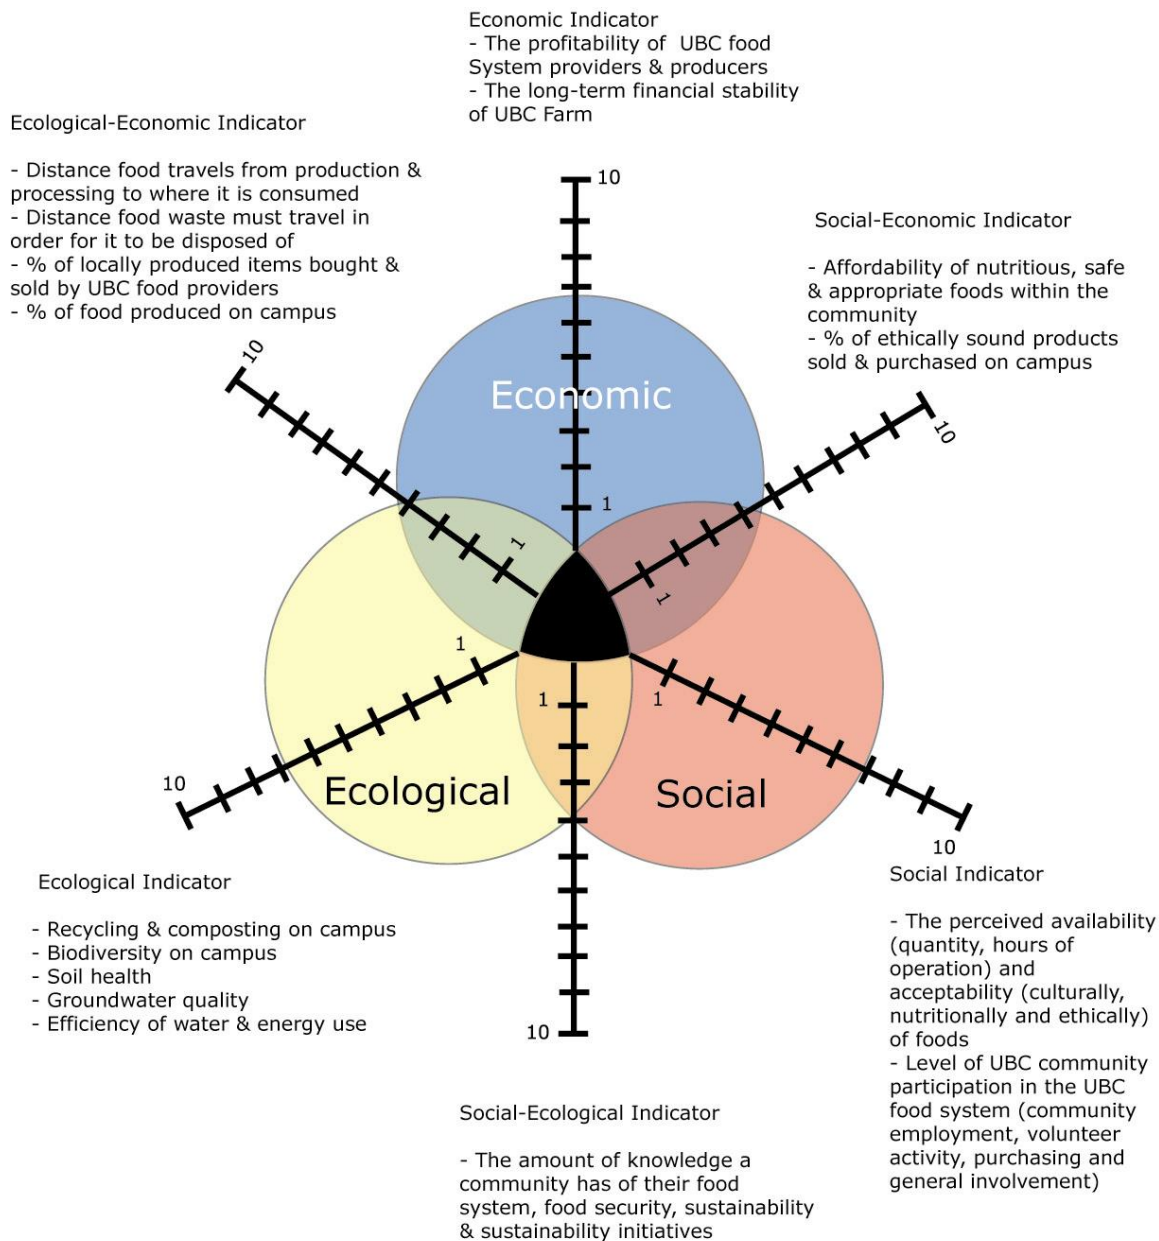 Economic Indicator
- The profitability of  UBC food
System providers & producers
- The long-term financial stability
of UBC Farm
Ecological-Economic Indicator
- Distance food travels from production &
processing to where it is consumed
- Distance food waste must travel in
order for it to be disposed of
- % of locally produced items bought &
sold by UBC food providers
- % of food produced on campus
Social-Economic Indicator
- Affordability of nutritious, safe
& appropriate foods within the
community
- % of ethically sound products
sold & purchased on campus
10
10
10
Economic
1
1
1
1
1
1
10
10
10
Ecological
Social
Ecological Indicator
- Recycling & composting on campus
- Biodiversity on campus
- Soil health
- Groundwater quality
- Efficiency of water & energy use
Social Indicator
- The perceived availability
(quantity, hours of
operation) and
acceptability (culturally,
nutritionally and ethically)
of foods
- Level of UBC community
participation in the UBC
food system (community
employment, volunteer
activity, purchasing and
general involvement)
Social-Ecological Indicator
- The amount of knowledge a
community has of their food
system, food security, sustainability
& sustainability initiatives